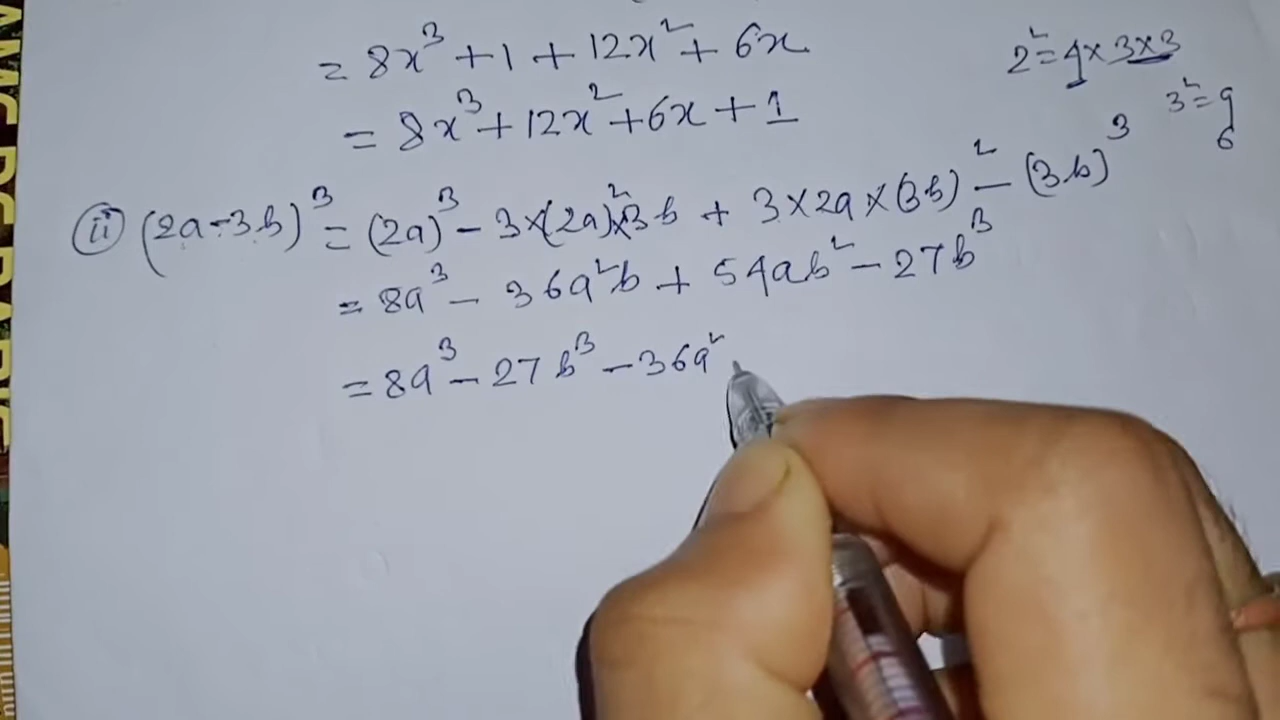 = 8x³ + 1 + 12x² + 6x
= 8x³ + 12x² + 6x + 1
2² = 4 × 3 × 3
3² = 9
6
(ii) (2a - 3b)³ = (2a)³ - 3×(2a)²×3b + 3×2a×(3b)² - (3b)³
= 8a³ - 36a²b + 54ab² - 27b³
= 8a³ - 27b³ - 36a²